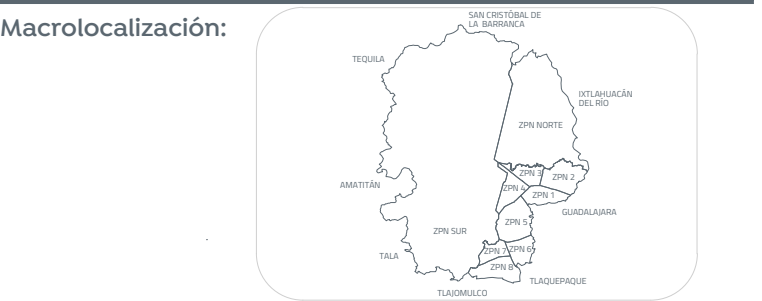 Macrolocalización:
SAN CRISTÓBAL DE
LA BARRANCA
TEQUILA
IXTLAHUACÁN
DEL RÍO
ZPN NORTE
ZPN 3
ZPN 2
AMATITÁN
ZPN 4
ZPN 1
GUADALAJARA
ZPN 5
ZPN SUR
ZPN 7
ZPN 6
TALA
ZPN 8
TLAQUEPAQUE
TLAJOMULCO